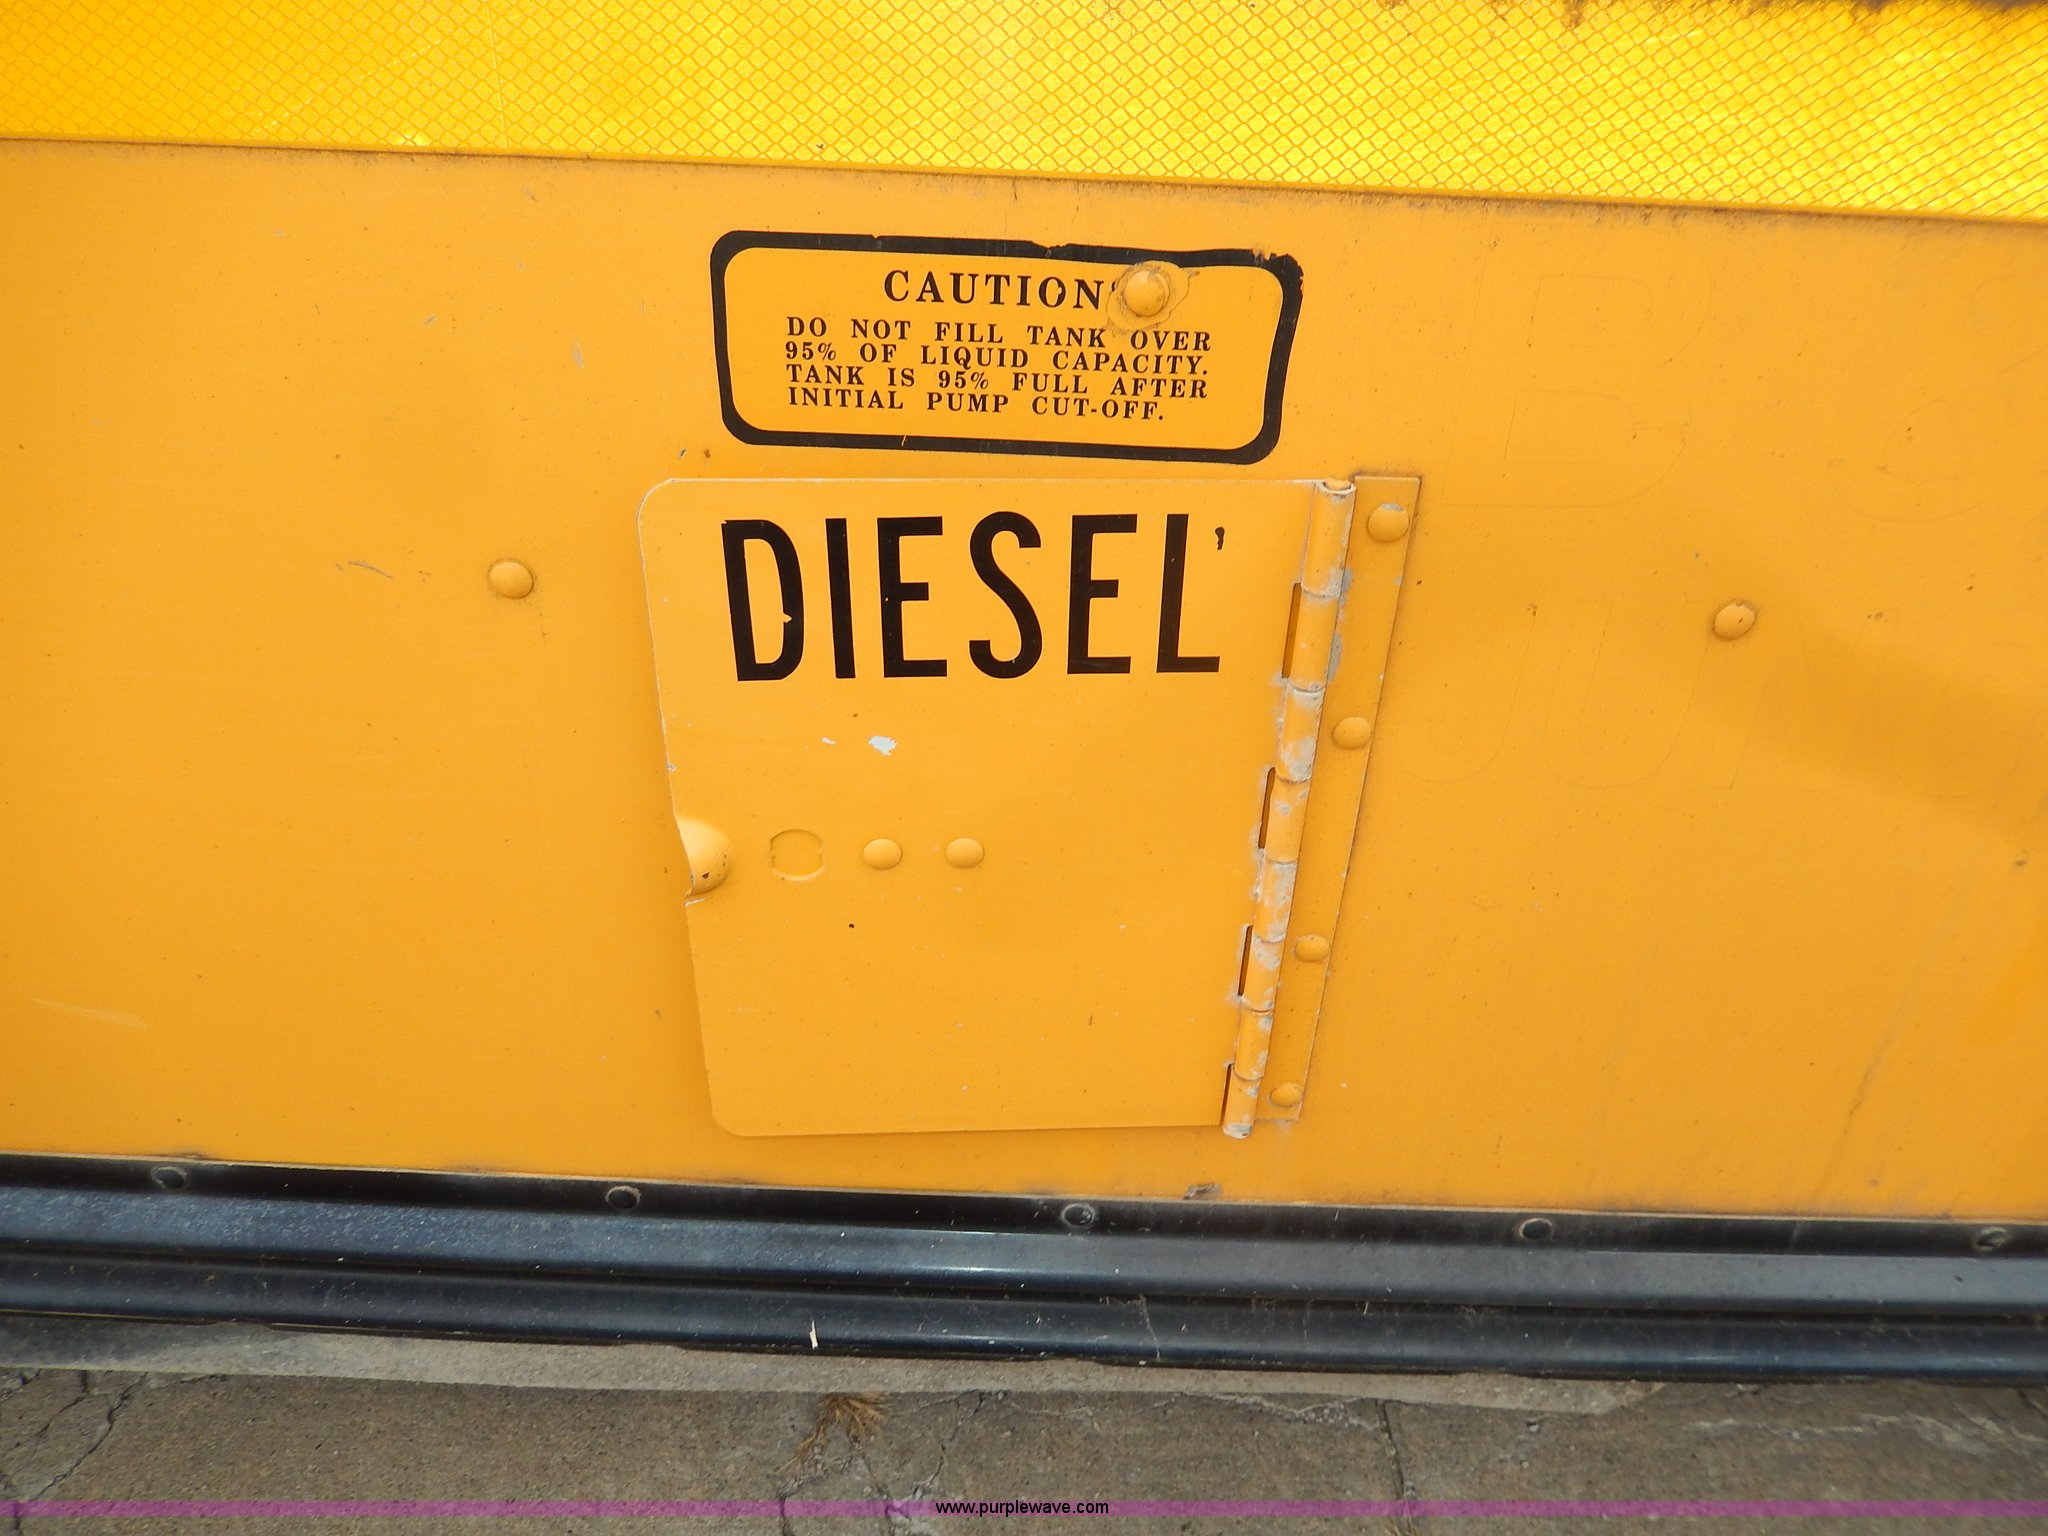 CAUTION
DO NOT FILL TANK OVER
95% OF LIQUID CAPACITY.
TANK IS 95% FULL AFTER
INITIAL PUMP CUT-OFF.
DIESEL
www.purplewave.com